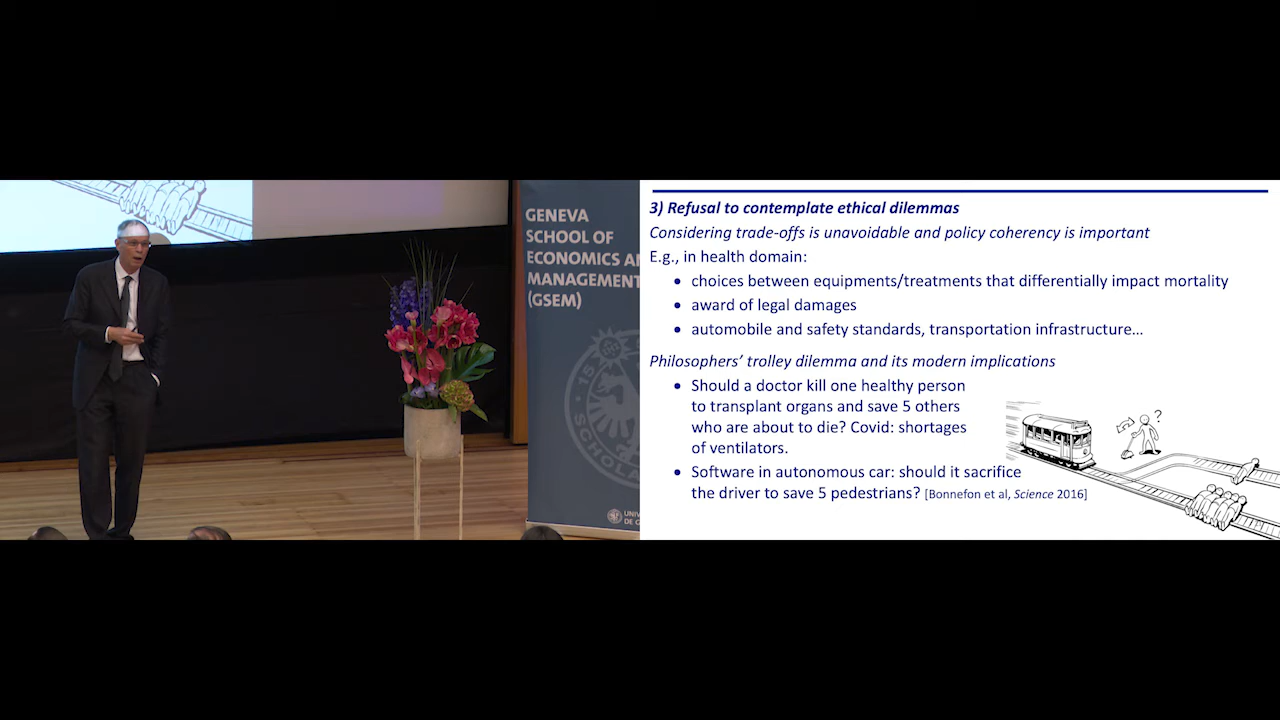 GENEVA
SCHOOL OF
ECONOMICS
MANAGEMENT
(GSEM)
3) Refusal to contemplate ethical dilemmas
Considering trade-offs is unavoidable and policy coherency is important
E.g., in health domain:
• choices between equipments/treatments that differentially impact mortality
• award of legal damages
• automobile and safety standards, transportation infrastructure…
Philosophers’ trolley dilemma and its modern implications
• Should a doctor kill one healthy person
to transplant organs and save 5 others
who are about to die? Covid: shortages
of ventilators.
• Software in autonomous car: should it sacrifice
the driver to save 5 pedestrians? [Bonnefon et al, Science 2016]
?